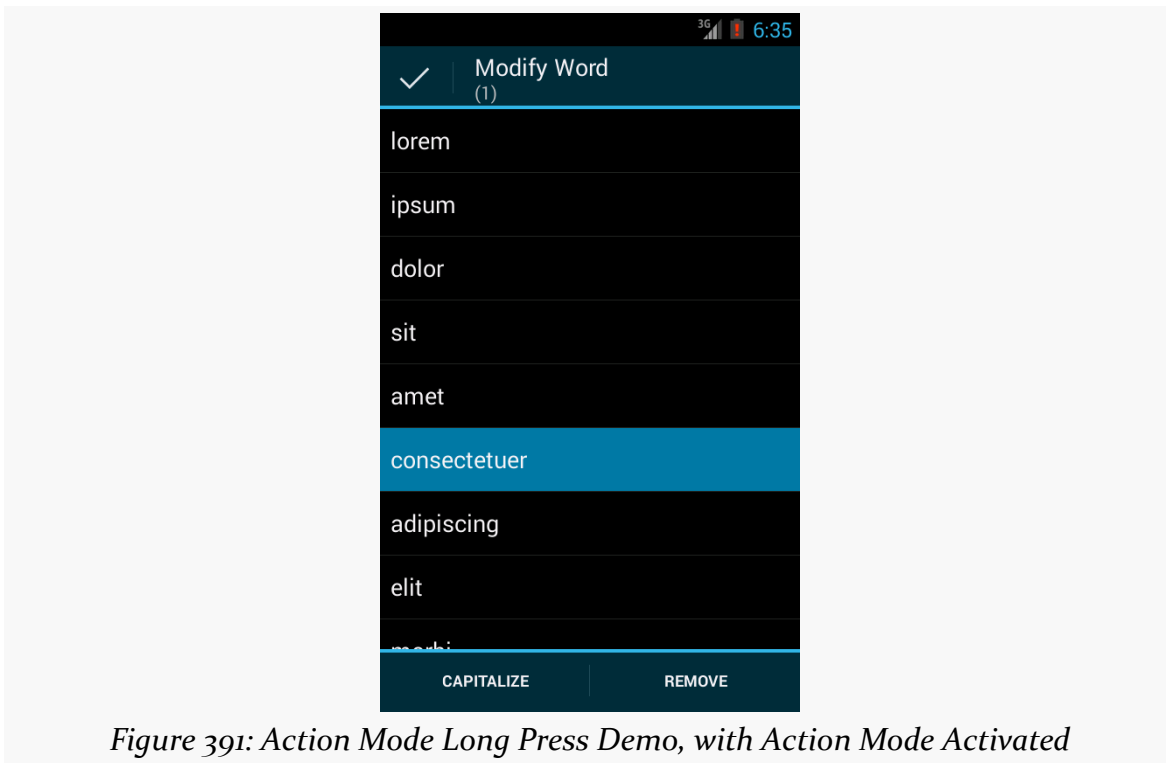 3G 6:35
Modify Word
(1)
lorem
ipsum
dolor
sit
amet
consectetuer
adipiscing
elit
morbi
CAPITALIZE REMOVE
Figure 391: Action Mode Long Press Demo, with Action Mode Activated